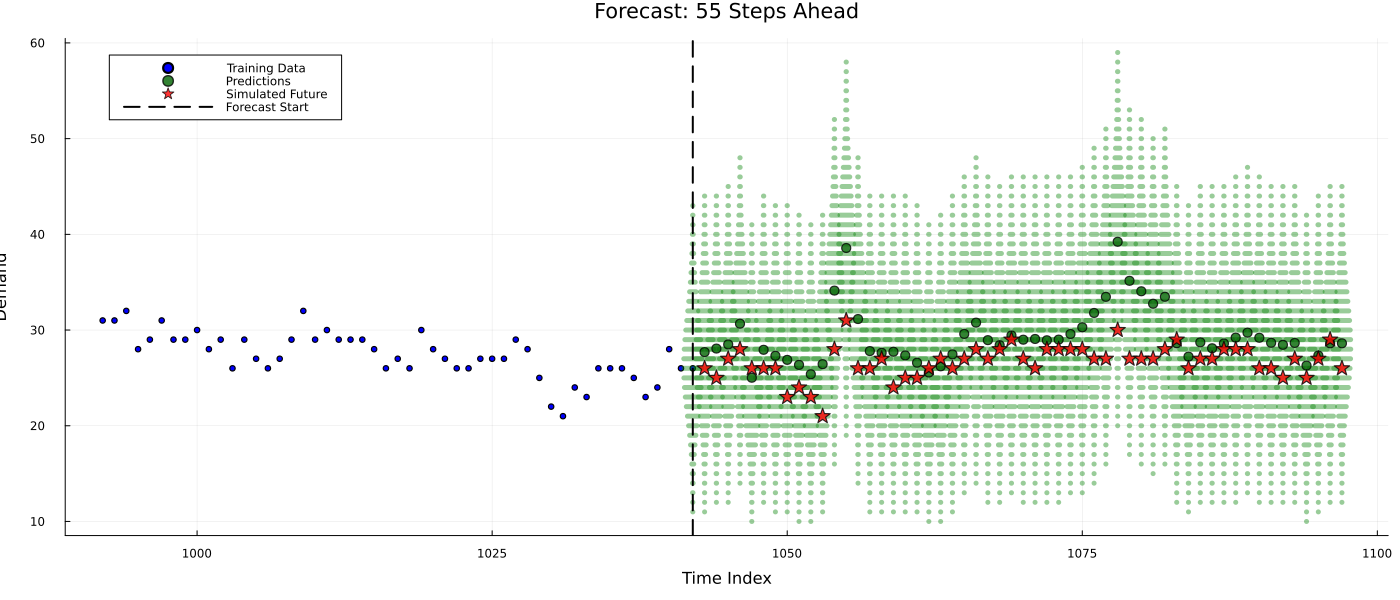 Forecast: 55 Steps Ahead
60
50
40
30
20
10
Training Data
Predictions
Simulated Future
Forecast Start
Demand
1000
1025
1050
1075
1100
Time Index